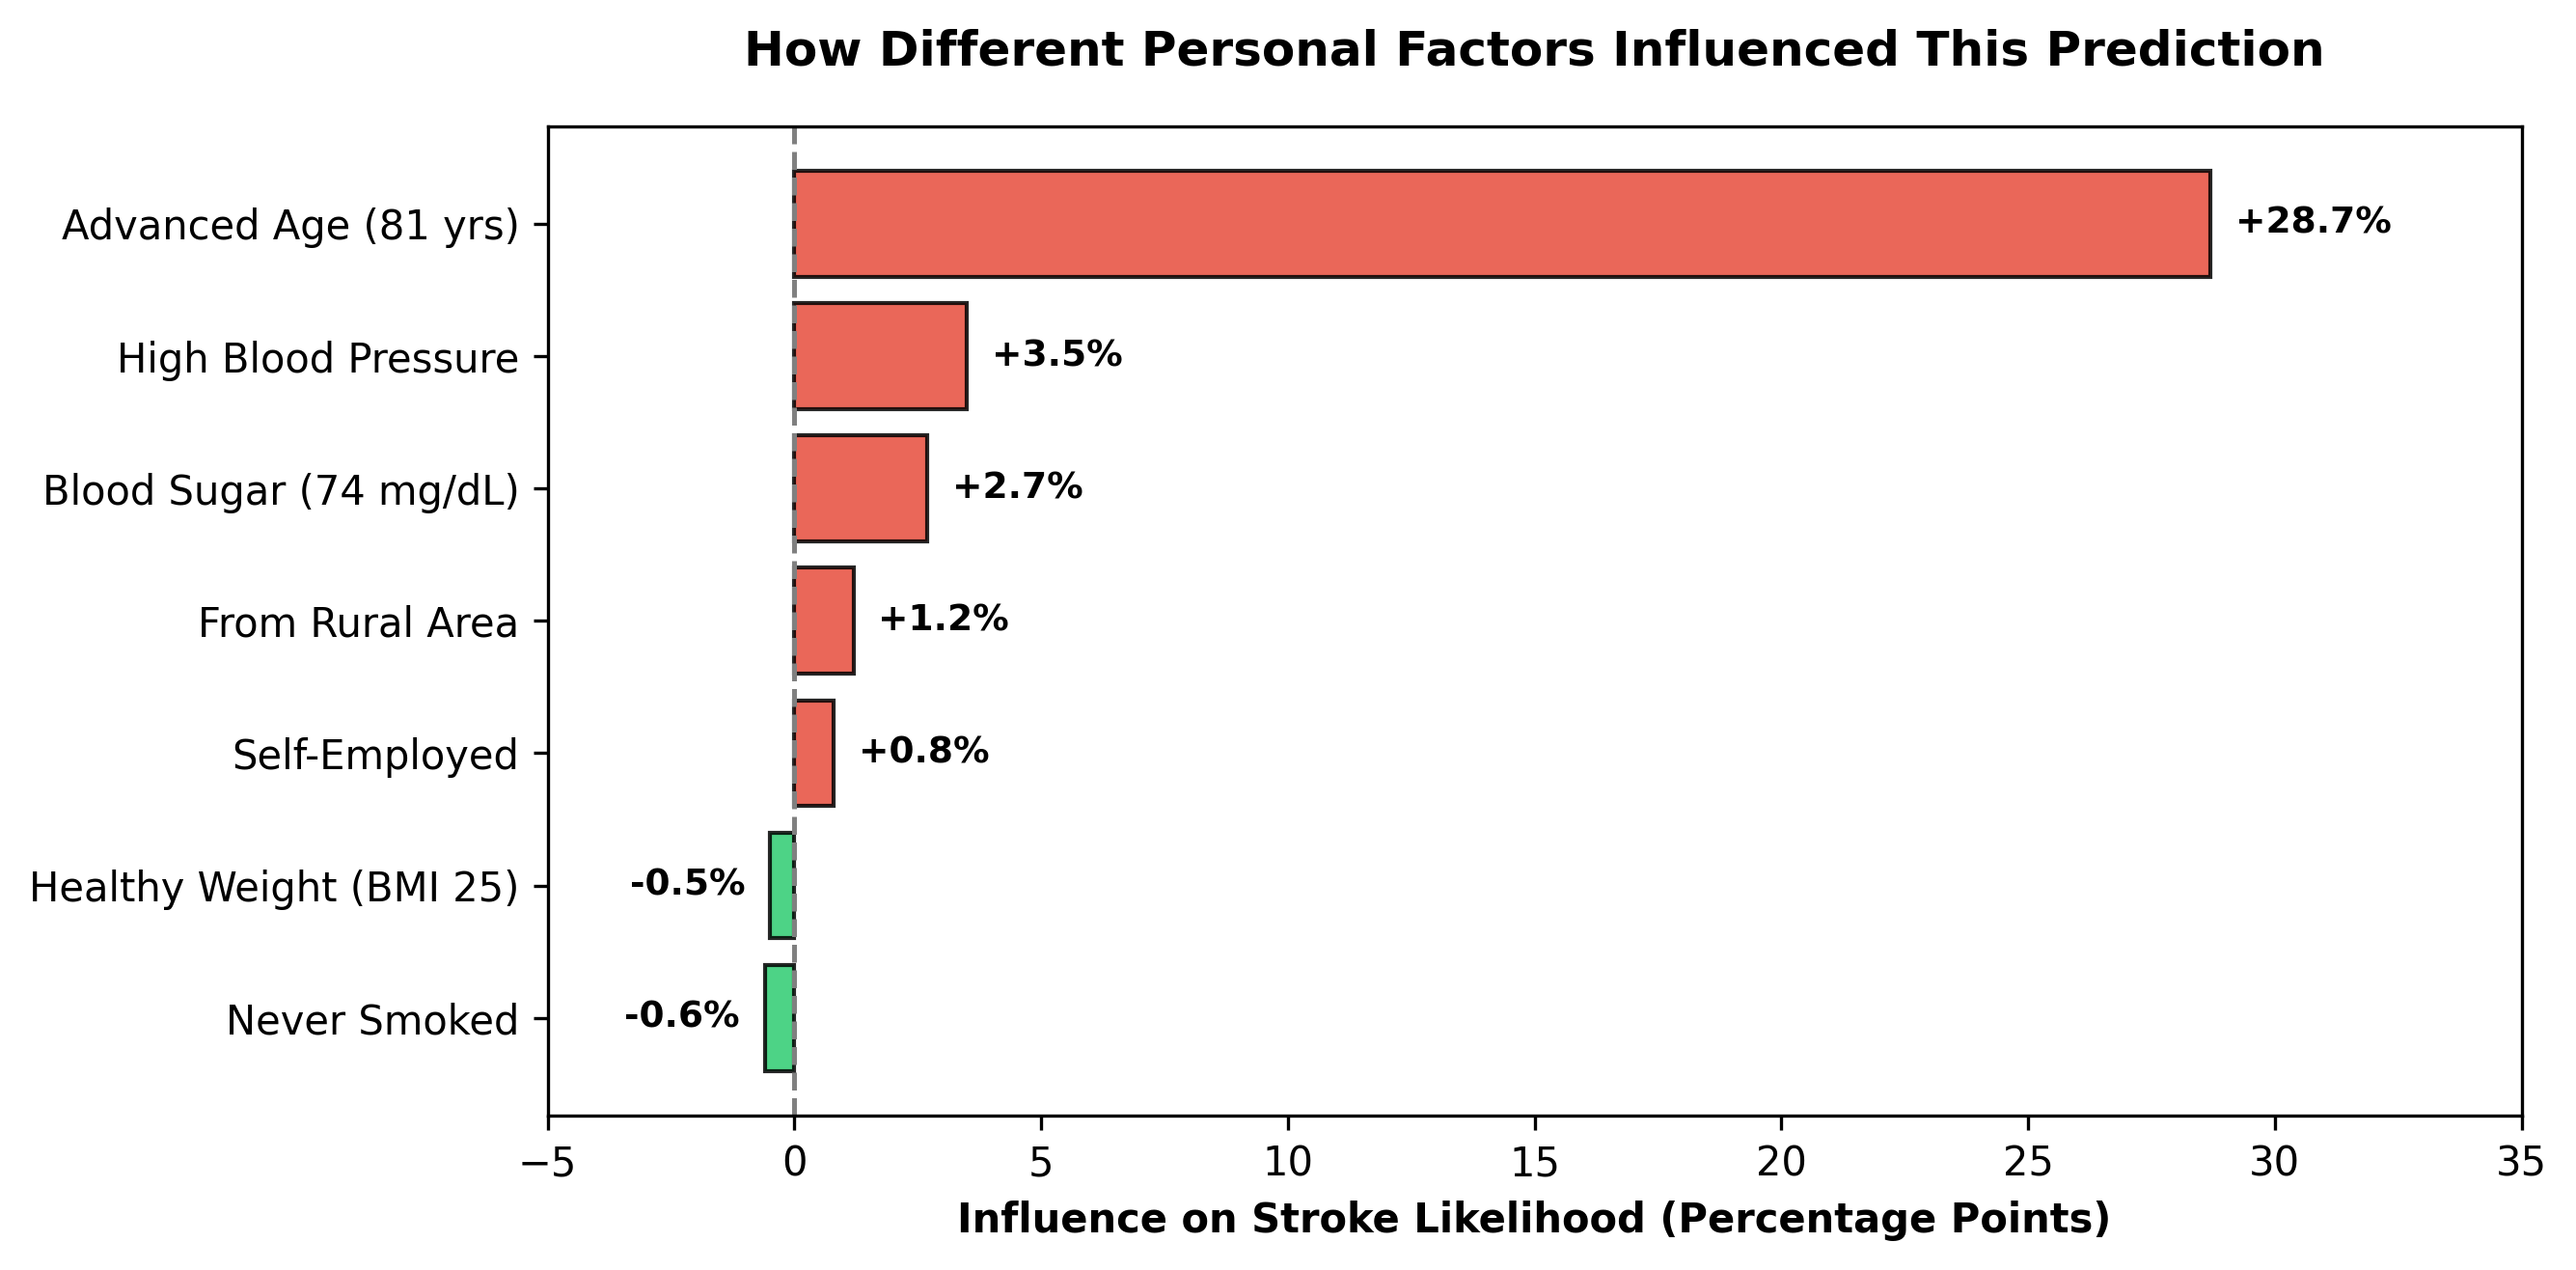 How Different Personal Factors Influenced This Prediction
Advanced Age (81 yrs)
+28.7%
High Blood Pressure
+3.5%
Blood Sugar (74 mg/dL)
+2.7%
From Rural Area
+1.2%
Self-Employed
+0.8%
Healthy Weight (BMI 25)
-0.5%
Never Smoked
-0.6%
−5 0 5 10 15 20 25 30 35
Influence on Stroke Likelihood (Percentage Points)